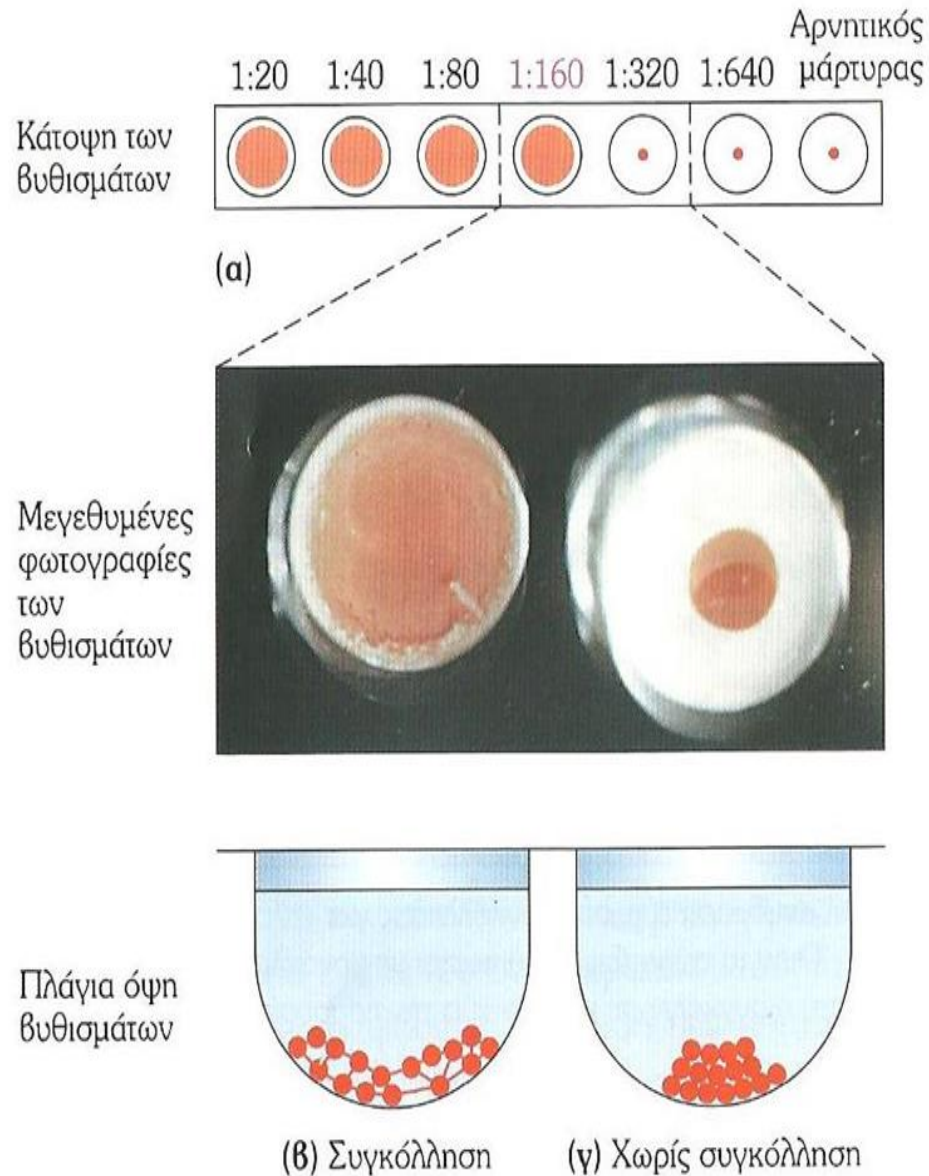 Αρνητικός
1:20 1:40 1:80 1:160 1:320 1:640 μάρτυρας
Κάτοψη των
βυθισμάτων
(α)
Μεγεθυμένες
φωτογραφίες
των
βυθισμάτων
Πλάγια όψη
βυθισμάτων
(β) Συγκόλληση (γ) Χωρίς συγκόλληση